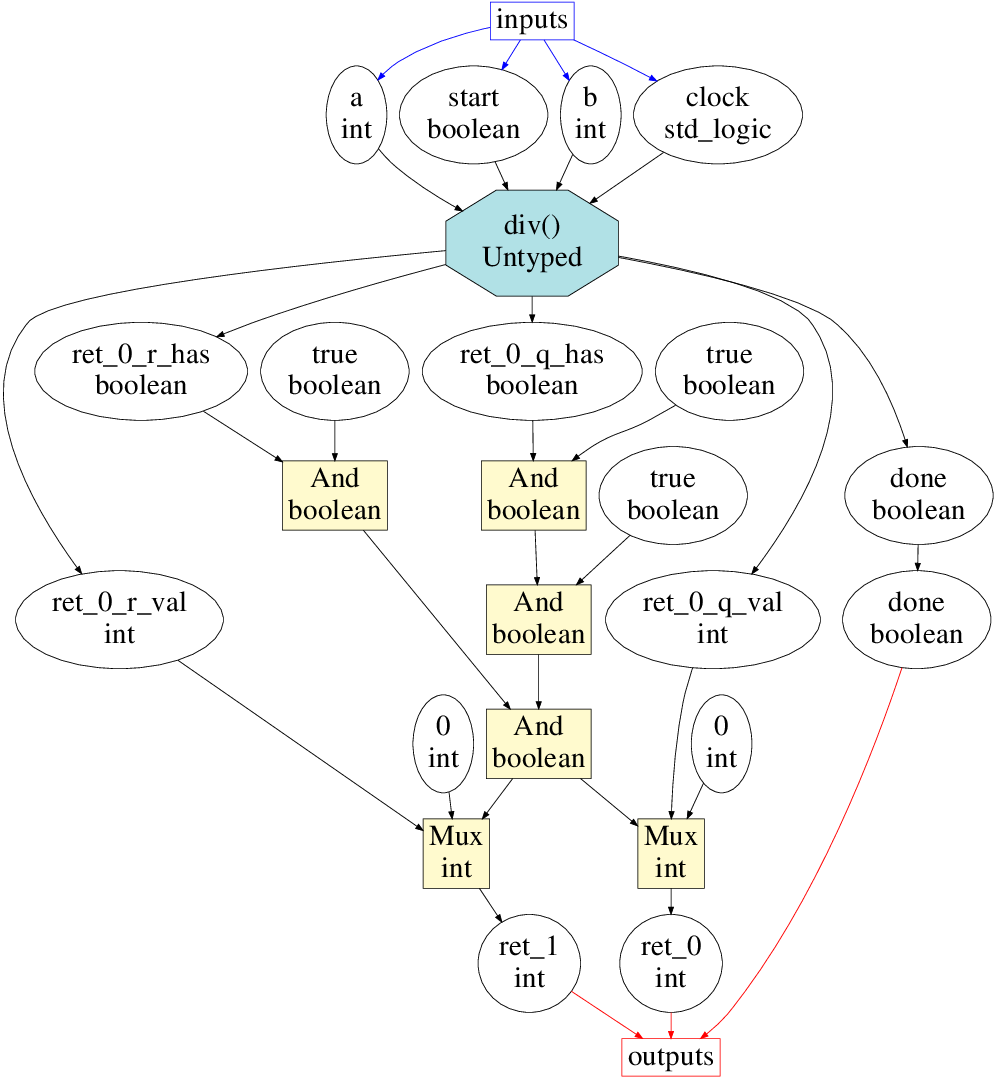 inputs
a
int
start
boolean
b
int
clock
std_logic
div()
Untyped
ret_0_r_has
boolean
true
boolean
ret_0_q_has
boolean
true
boolean
And
boolean
And
boolean
true
boolean
done
boolean
ret_0_r_val
int
And
boolean
ret_0_q_val
int
done
boolean
0
int
And
boolean
0
int
Mux
int
Mux
int
ret_1
int
ret_0
int
outputs